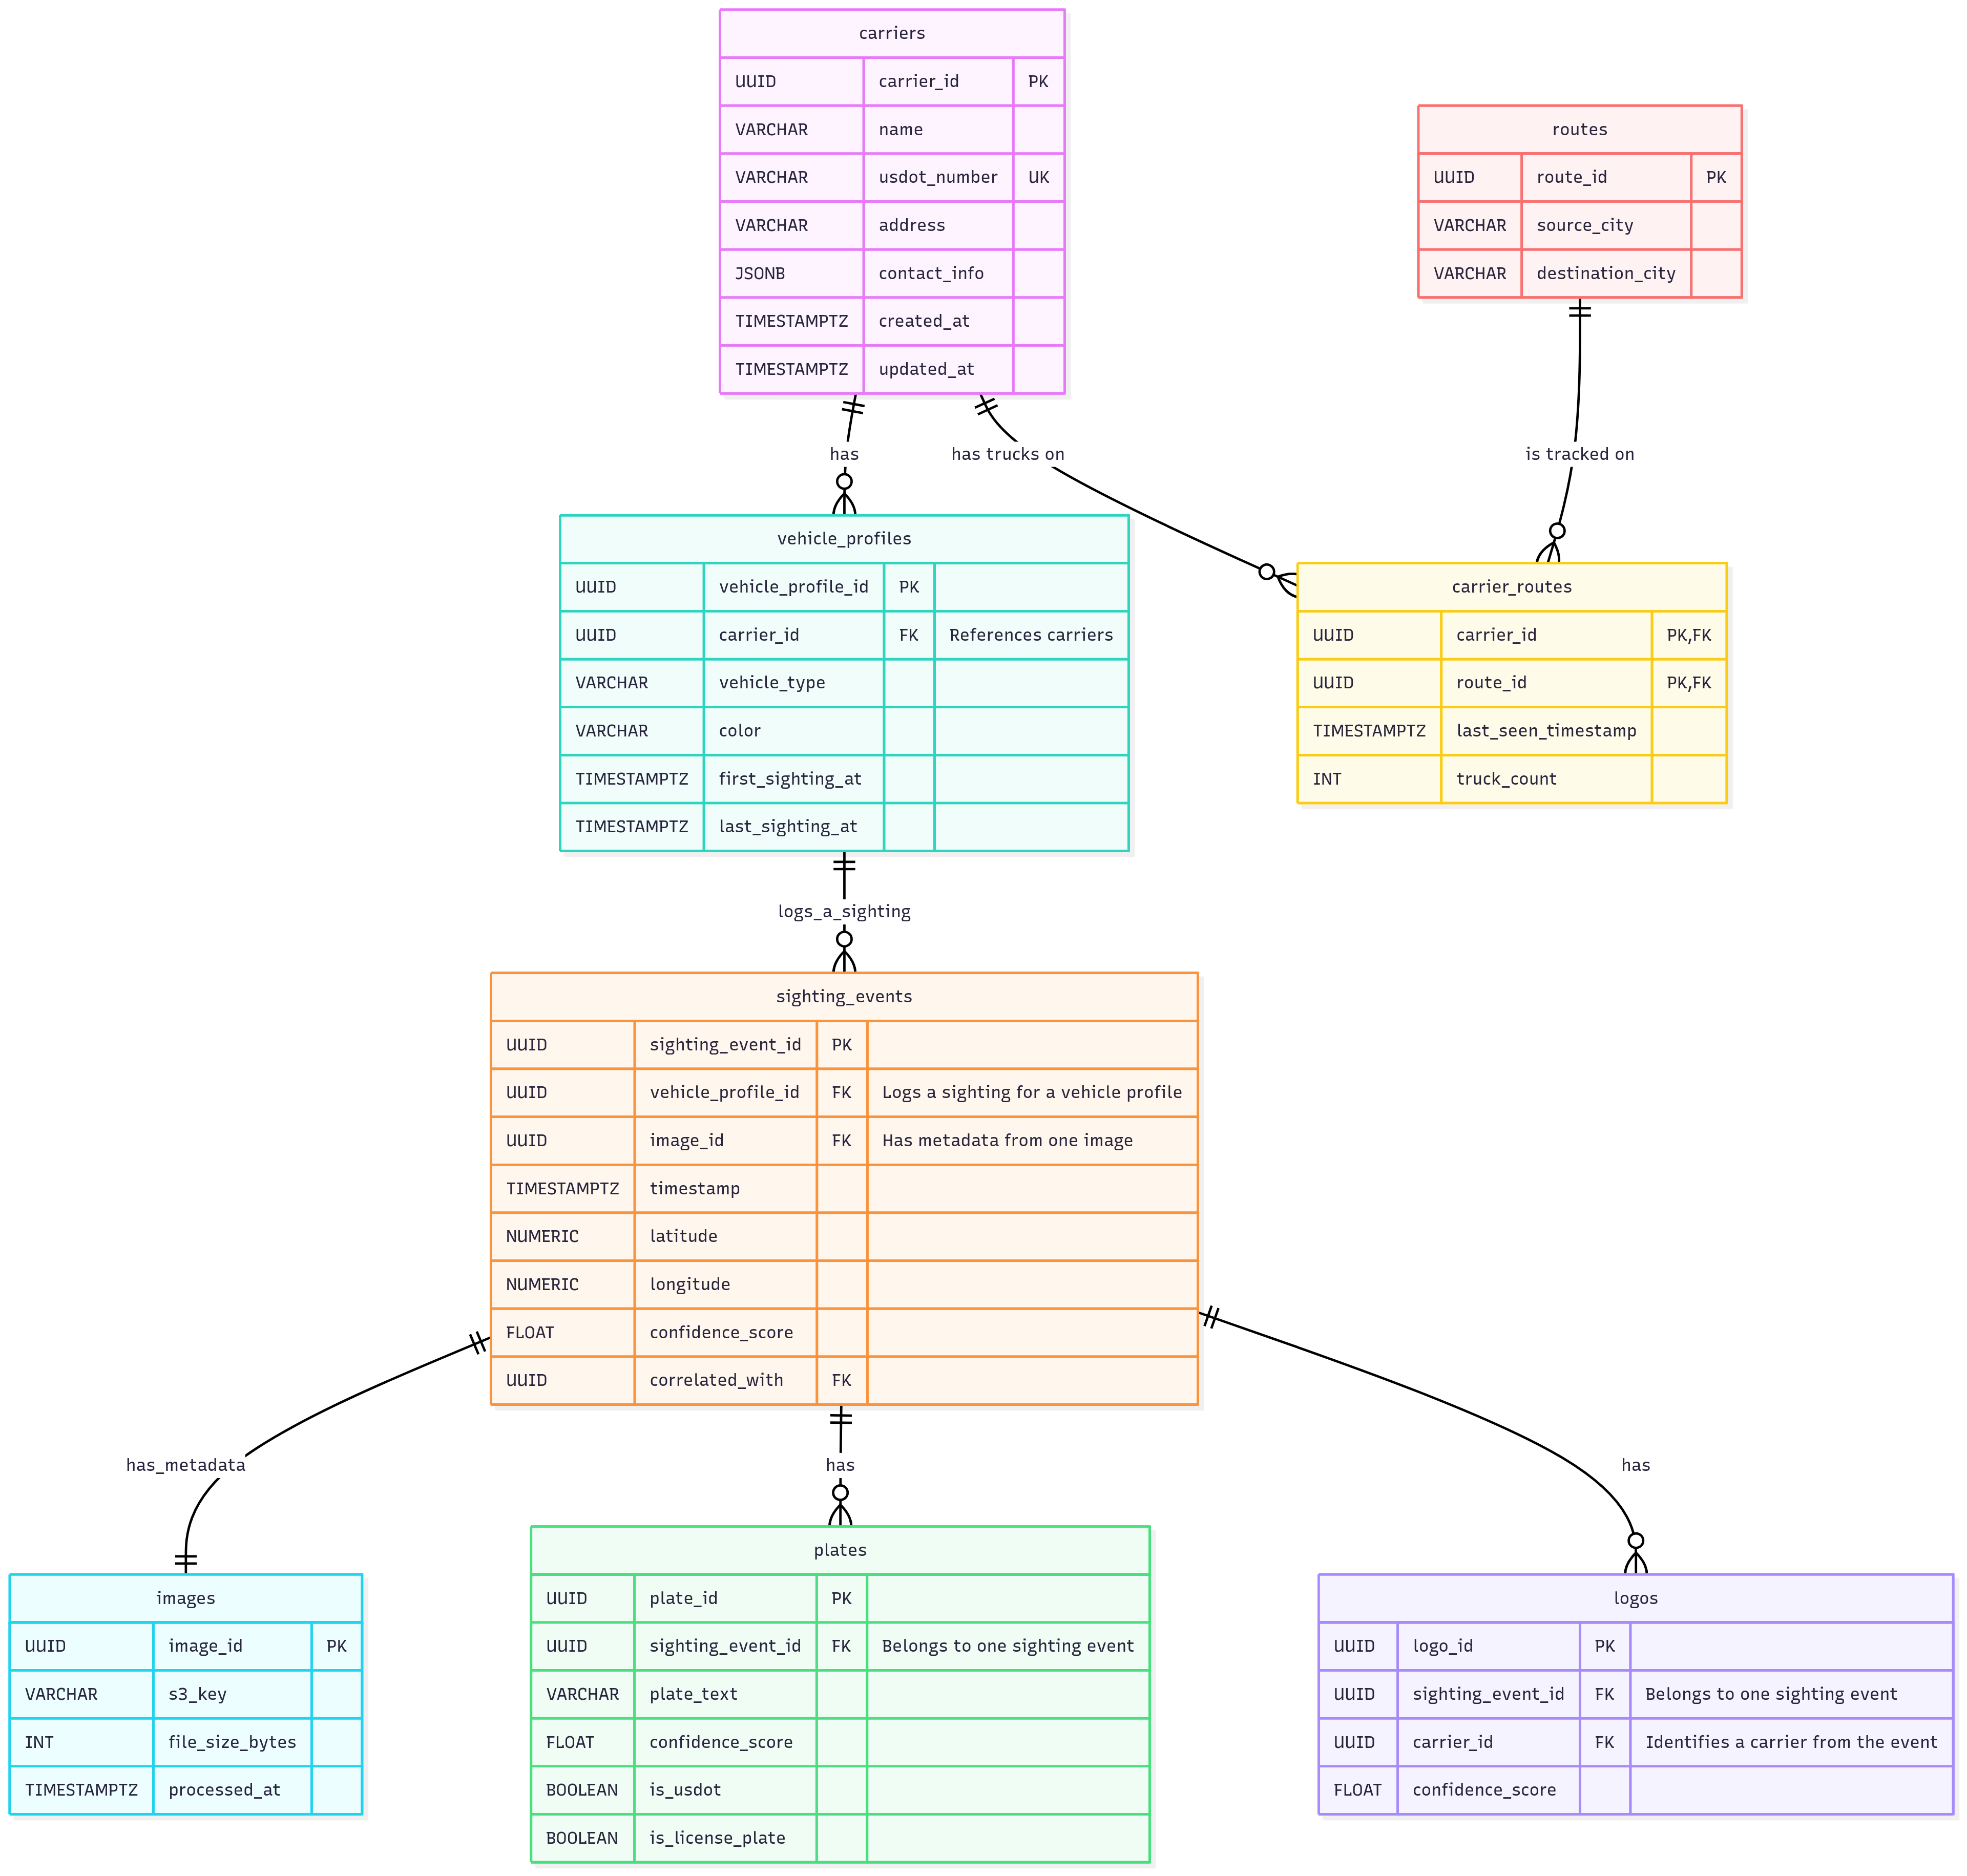 carriers
UUID carrier_id PK
VARCHAR name
VARCHAR usdot_number UK
VARCHAR address
JSONB contact_info
TIMESTAMPTZ created_at
TIMESTAMPTZ updated_at
routes
UUID route_id PK
VARCHAR source_city
VARCHAR destination_city
has
has trucks on
is tracked on
vehicle_profiles
UUID vehicle_profile_id PK
UUID carrier_id FK References carriers
VARCHAR vehicle_type
VARCHAR color
TIMESTAMPTZ first_sighting_at
TIMESTAMPTZ last_sighting_at
carrier_routes
UUID carrier_id PK,FK
UUID route_id PK,FK
TIMESTAMPTZ last_seen_timestamp
INT truck_count
logs_a_sighting
sighting_events
UUID sighting_event_id PK
UUID vehicle_profile_id FK Logs a sighting for a vehicle profile
UUID image_id FK Has metadata from one image
TIMESTAMPTZ timestamp
NUMERIC latitude
NUMERIC longitude
FLOAT confidence_score
UUID correlated_with FK
has_metadata
has
has
images
UUID image_id PK
VARCHAR s3_key
INT file_size_bytes
TIMESTAMPTZ processed_at
plates
UUID plate_id PK
UUID sighting_event_id FK Belongs to one sighting event
VARCHAR plate_text
FLOAT confidence_score
BOOLEAN is_usdot
BOOLEAN is_license_plate
logos
UUID logo_id PK
UUID sighting_event_id FK Belongs to one sighting event
UUID carrier_id FK Identifies a carrier from the event
FLOAT confidence_score